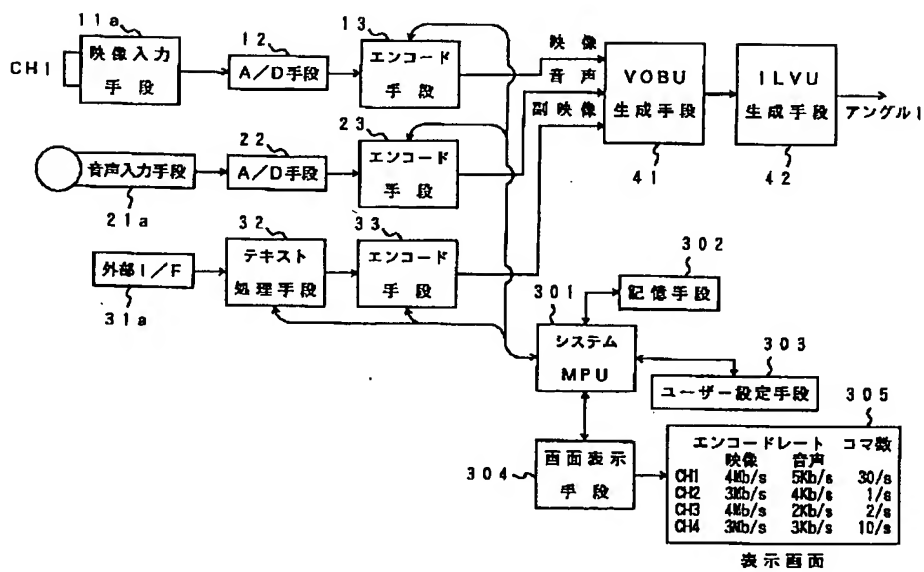 11a
CH1
映像入力
手段
12
A/D手段
13
エンコード
手段
映像
音声
副映像
VOBU
生成手段
41
ILVU
生成手段
42
アングル1
音声入力手段
21a
22
A/D手段
23
エンコード
手段
外部I/F
31a
32
テキスト
処理手段
33
エンコード
手段
301
システム
MPU
302
記憶手段
303
ユーザー設定手段
304
画面表示
手段
305
エンコードレート コマ数
映像 音声
CH1 4Mb/s 5Kb/s 30/s
CH2 3Mb/s 4Kb/s 1/s
CH3 4Mb/s 2Kb/s 2/s
CH4 3Mb/s 3Kb/s 10/s
表示画面